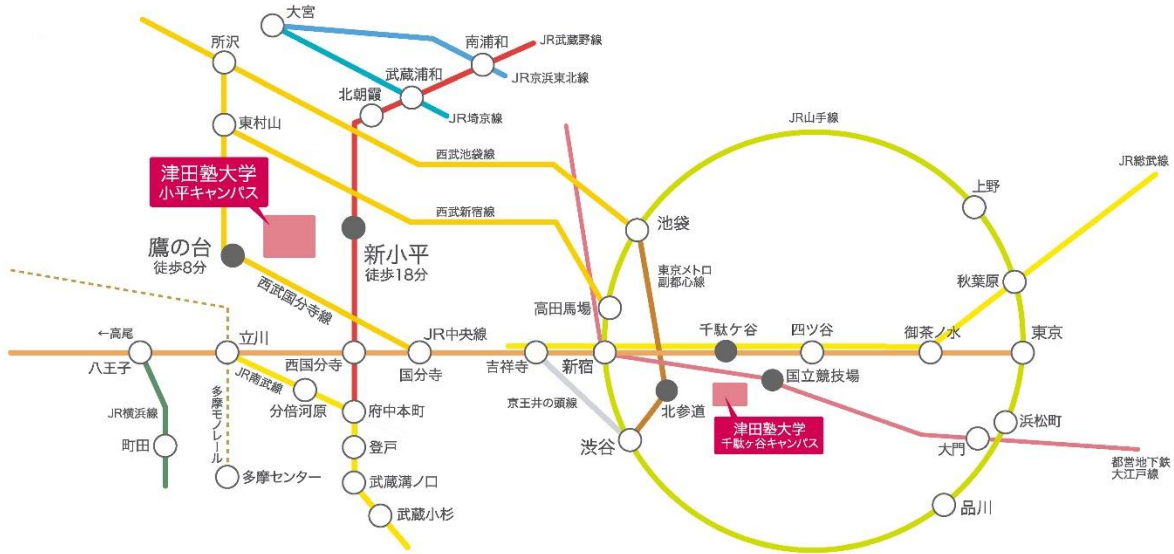 大宮
所沢
南浦和
JR武蔵野線
武蔵浦和
JR京浜東北線
北朝霞
JR埼京線
東村山
JR山手線
西武池袋線
JR総武線
津田塾大学
小平キャンパス
上野
西武新宿線
池袋
鷹の台
徒歩8分
新小平
徒歩18分
東京メトロ
副都心線
秋葉原
西武国分寺線
高田馬場
←高尾
立川
JR中央線
千駄ケ谷
四ツ谷
御茶ノ水
東京
八王子
西国分寺
国分寺
吉祥寺
新宿
国立競技場
JR南武線
JR横浜線
多摩モノレール
分倍河原
府中本町
京王井の頭線
北参道
浜松町
津田塾大学
千駄ヶ谷キャンパス
町田
登戸
渋谷
大門
都営地下鉄
大江戸線
多摩センター
武蔵溝ノ口
武蔵小杉
品川